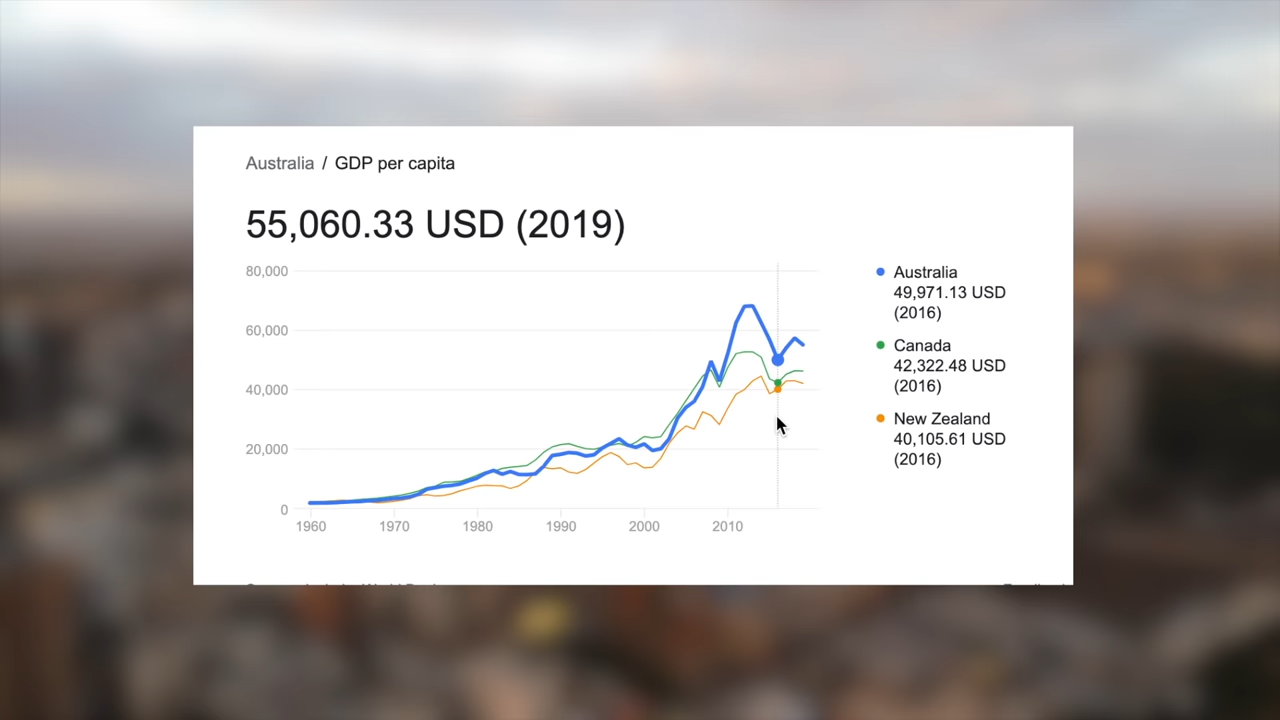 Australia / GDP per capita
55,060.33 USD (2019)
80,000
60,000
40,000
20,000
0
1960 1970 1980 1990 2000 2010
Australia
49,971.13 USD
(2016)
Canada
42,322.48 USD
(2016)
New Zealand
40,105.61 USD
(2016)